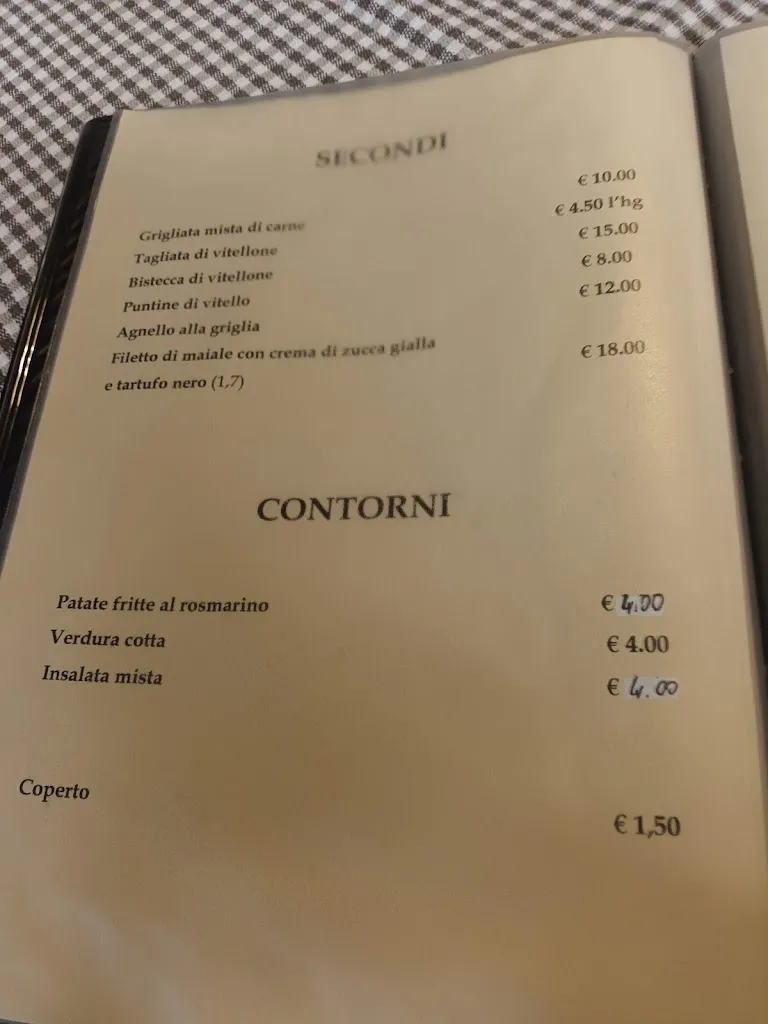 SECONDI
€ 10.00
Grigliata mista di carne
€ 4.50 l'hg
Tagliata di vitellone
€ 15.00
Bistecca di vitellone
€ 8.00
Puntine di vitello
€ 12.00
Agnello alla griglia
Filetto di maiale con crema di zucca gialla
€ 18.00
e tartufo nero (1,7)
CONTORNI
Patate fritte al rosmarino € 4.00
Verdura cotta € 4.00
Insalata mista € 4.00
Coperto
€ 1,50